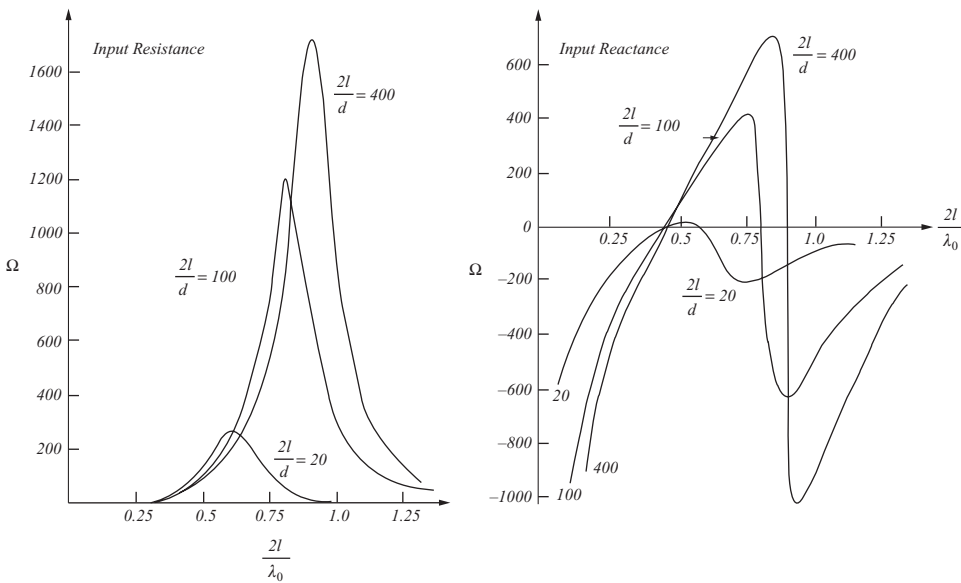 Input Resistance
1600
1400
1200
1000
800
600
400
200
Ω
2l/d = 400
2l/d = 100
2l/d = 20
0.25 0.5 0.75 1.0 1.25
2l/λ₀
Input Reactance
600
400
200
0
−200
−400
−600
−800
−1000
Ω
2l/d = 400
2l/d = 100
2l/d = 20
0.25 0.5 0.75 1.0 1.25
2l/λ₀
20
400
100